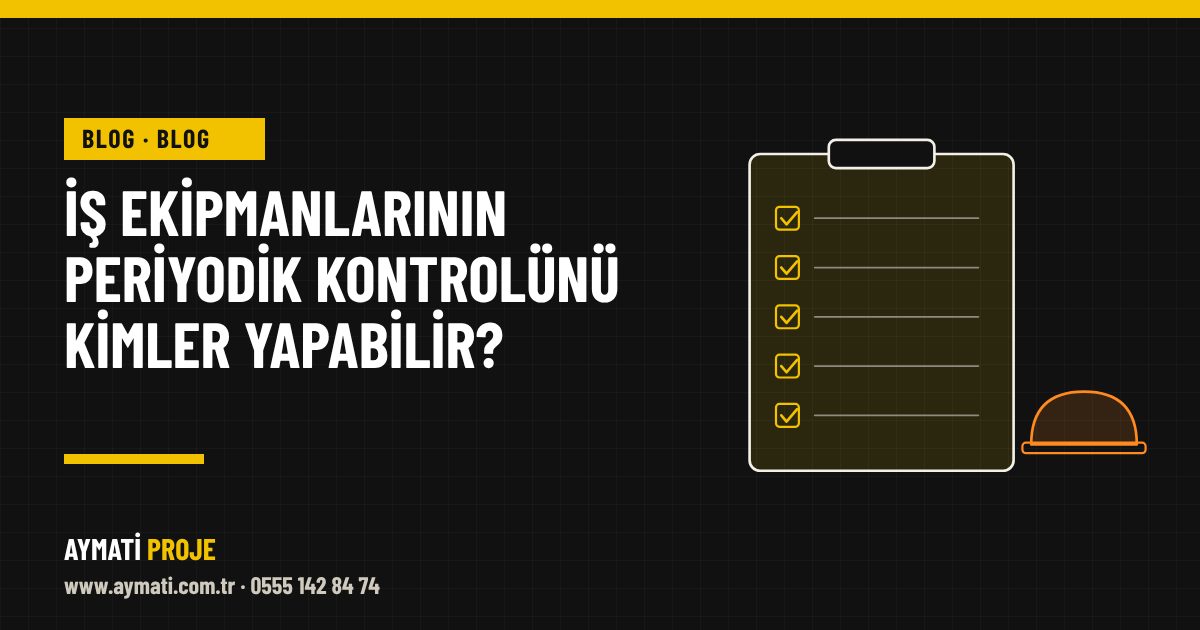 BLOG · BLOG
İŞ EKİPMANLARININ
PERİYODİK KONTROLÜNÜ
KİMLER YAPABİLİR?
AYMATİ PROJE
www.aymati.com.tr · 0555 142 84 74